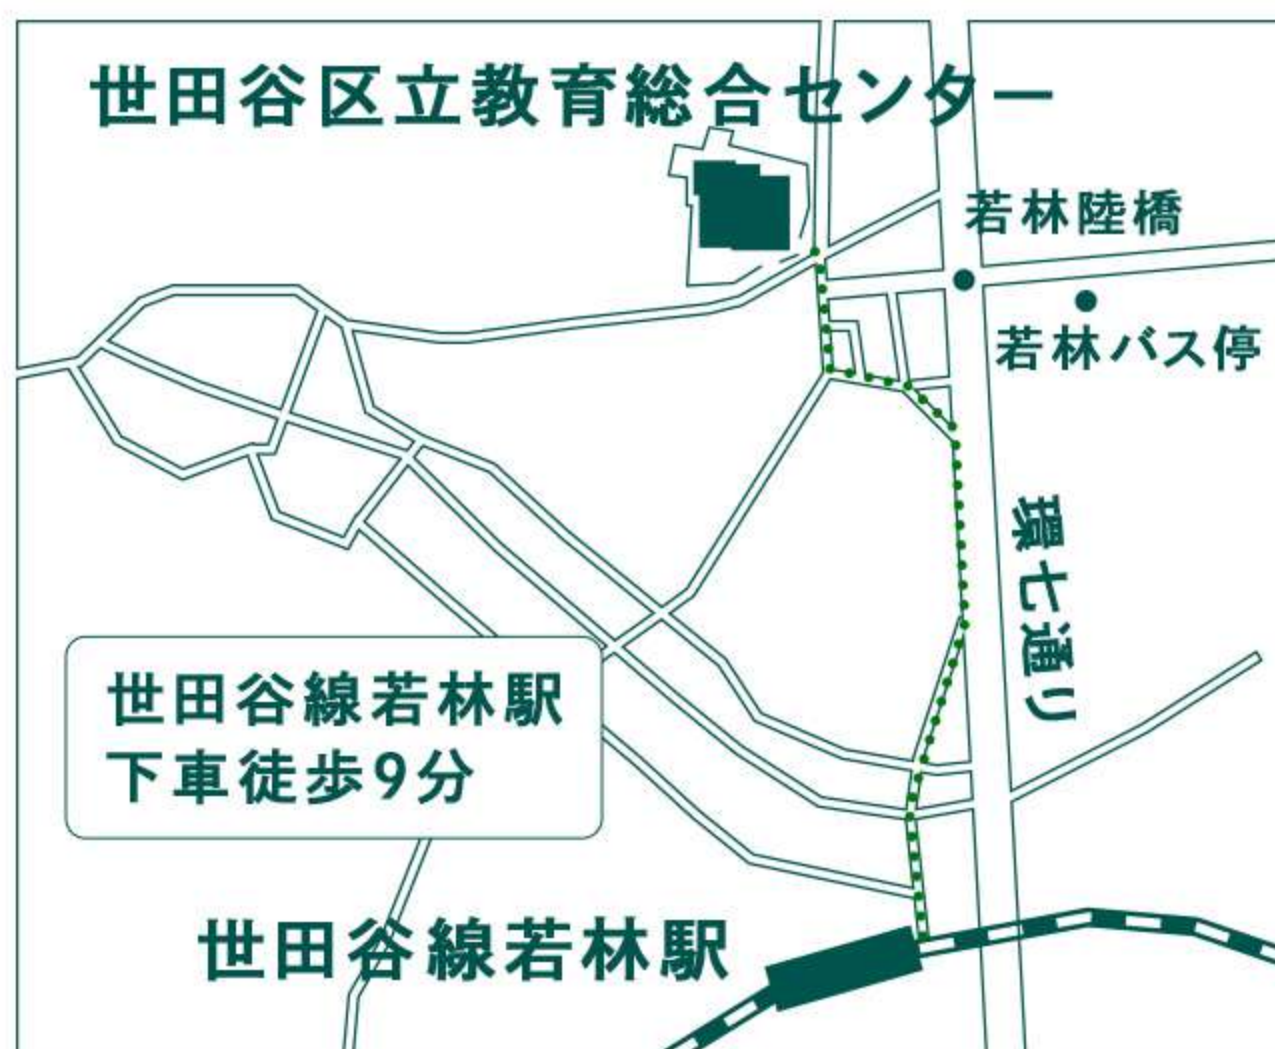 世田谷区立教育総合センター
若林陸橋
若林バス停
環七通り
世田谷線若林駅
下車徒歩9分
世田谷線若林駅